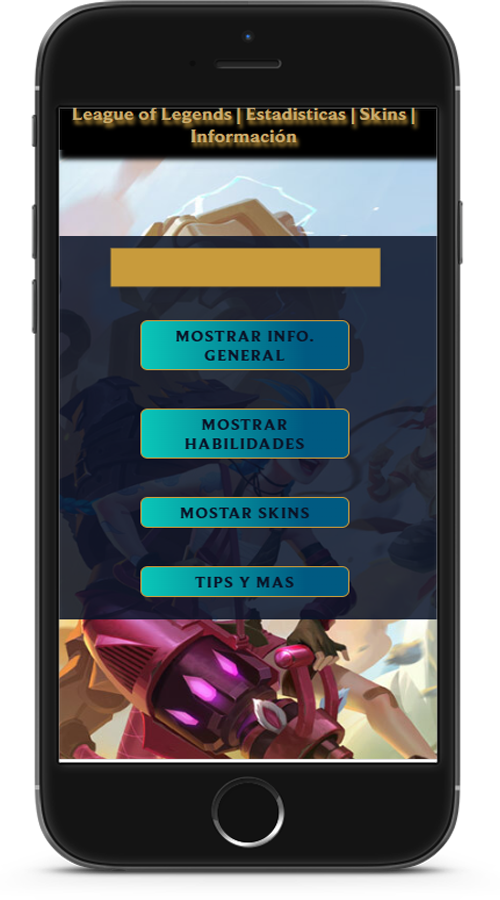 League of Legends | Estadisticas | Skins |
Información
MOSTRAR INFO.
GENERAL
MOSTRAR
HABILIDADES
MOSTAR SKINS
TIPS Y MAS